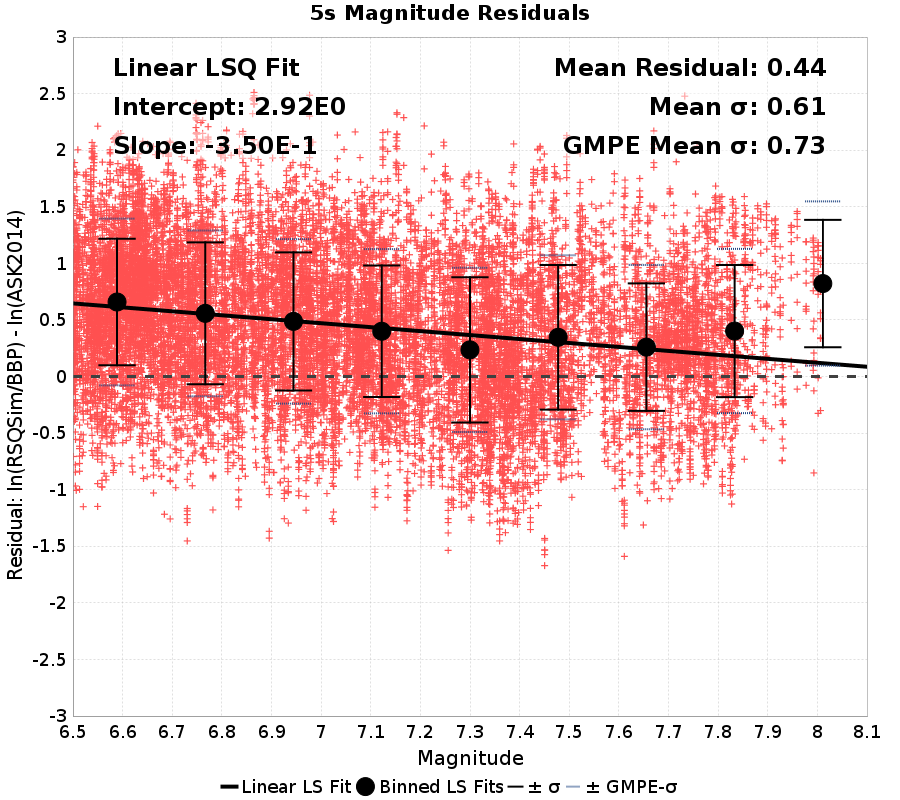 5s Magnitude Residuals
Linear LSQ Fit
Mean Residual: 0.44
Intercept: 2.92E0
Mean σ: 0.61
Slope: -3.50E-1
GMPE Mean σ: 0.73
Residual: ln(RSQSim/BBP) - ln(ASK2014)
3
2.5
2
1.5
1
0.5
0
-0.5
-1
-1.5
-2
-2.5
-3
6.5 6.6 6.7 6.8 6.9 7 7.1 7.2 7.3 7.4 7.5 7.6 7.7 7.8 7.9 8 8.1
Magnitude
Linear LS Fit Binned LS Fits ± σ ± GMPE-σ